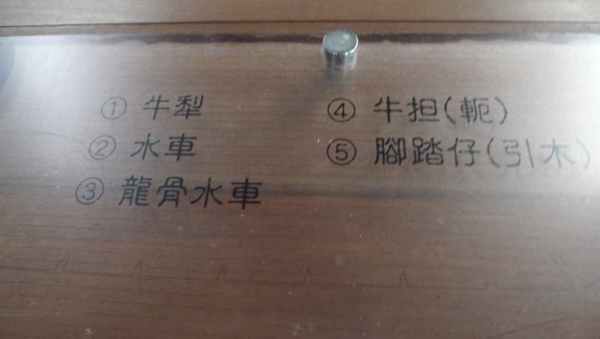 ① 牛犁
② 水車
③ 龍骨水車
④ 牛担(軛)
⑤ 腳踏仔(引木)